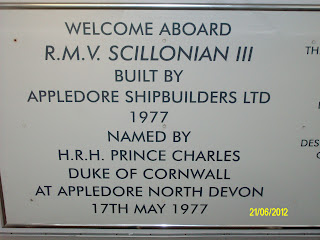 WELCOME ABOARD
R.M.V. SCILLONIAN III
BUILT BY
APPLEDORE SHIPBUILDERS LTD
1977
NAMED BY
H.R.H. PRINCE CHARLES
DUKE OF CORNWALL
AT APPLEDORE NORTH DEVON
17TH MAY 1977
21/06/2012